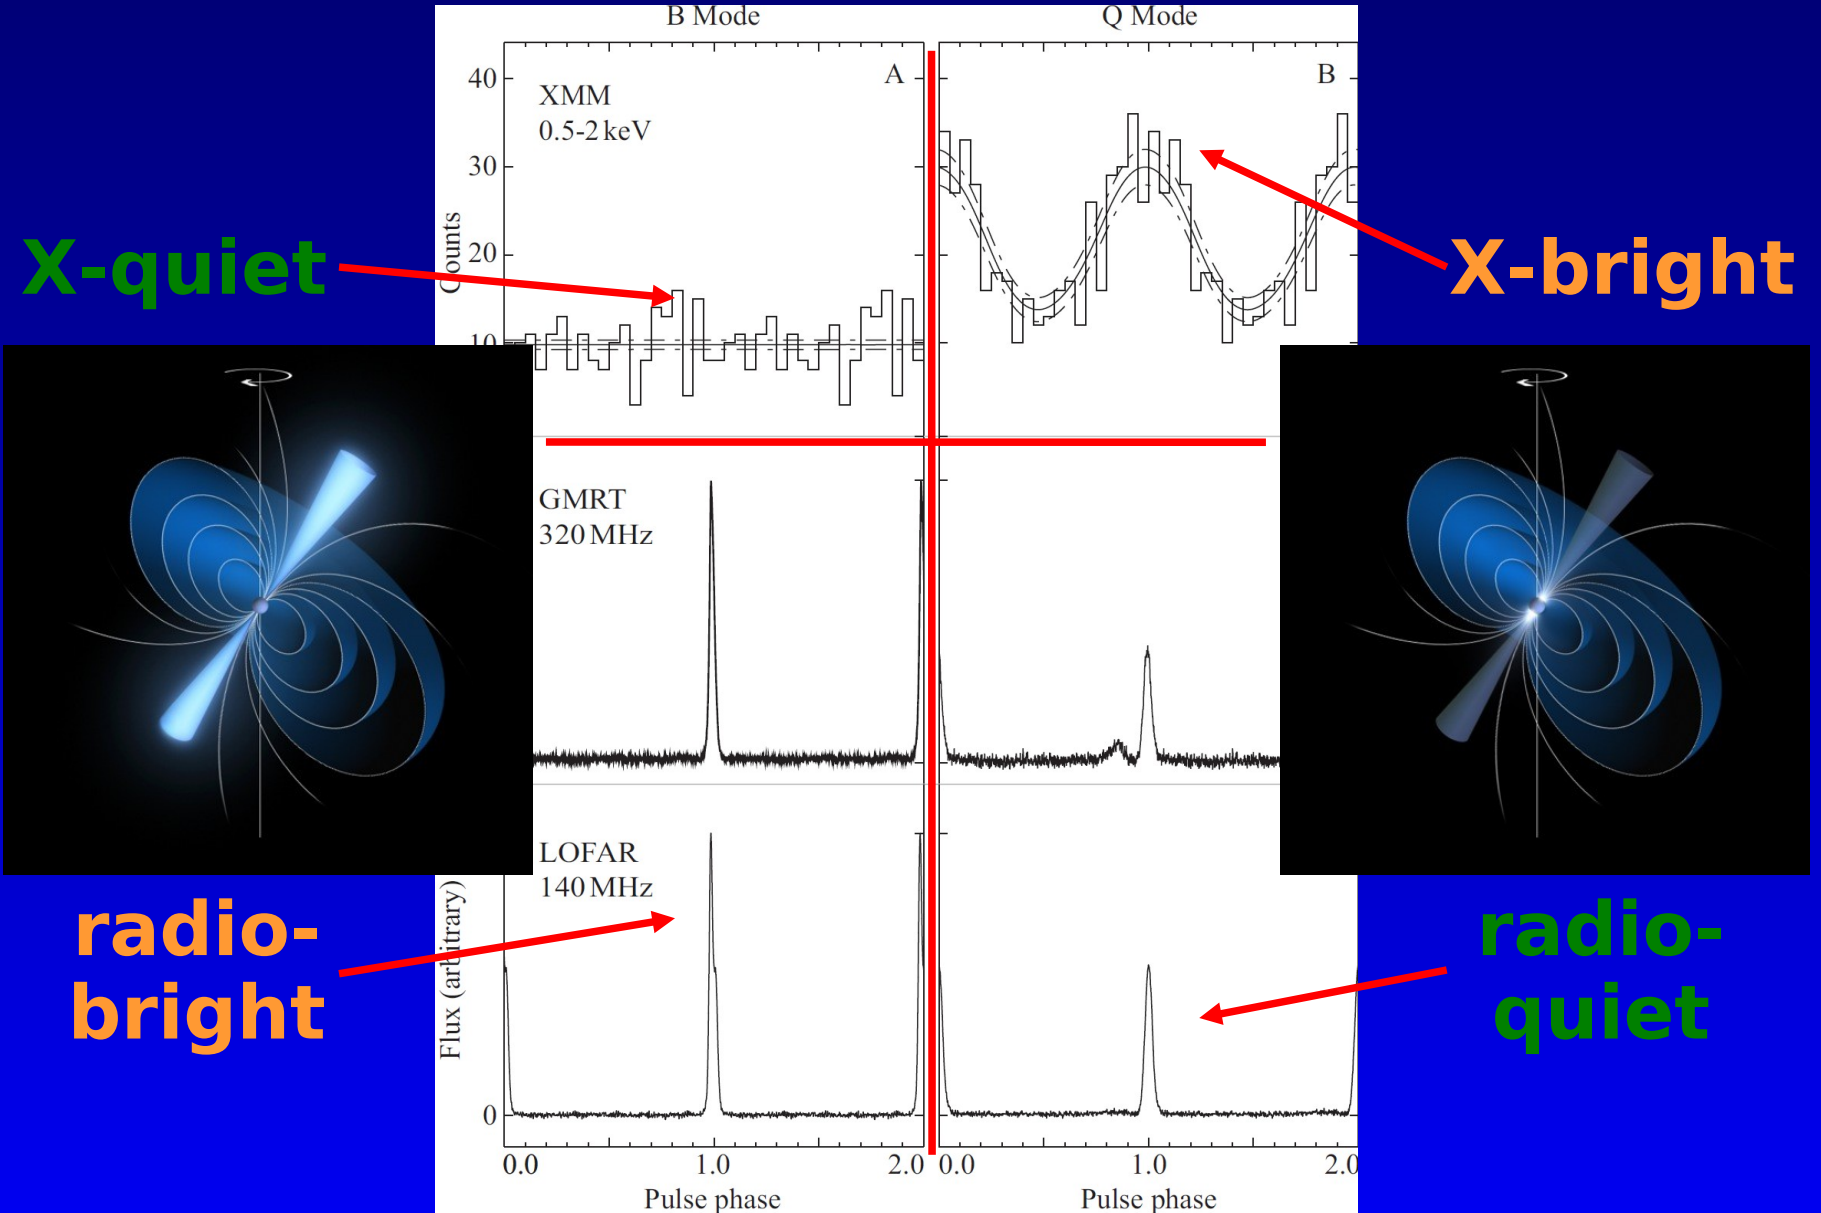 B Mode
Q Mode
40
30
20
10
Counts
A
B
XMM
0.5-2 keV
X-quiet
X-bright
GMRT
320 MHz
LOFAR
140 MHz
radio-
bright
radio-
quiet
Flux (arbitrary)
0
0.0
1.0
2.0
0.0
1.0
2.0
Pulse phase
Pulse phase